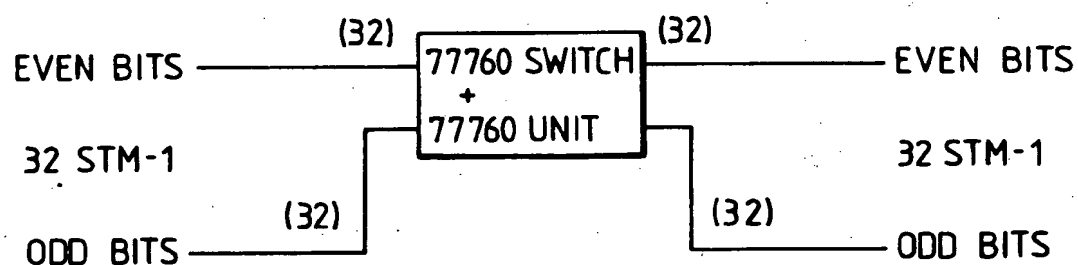 (32) (32)
EVEN BITS 77760 SWITCH EVEN BITS
+
77760 UNIT
32 STM-1 32 STM-1
(32) (32)
ODD BITS ODD BITS